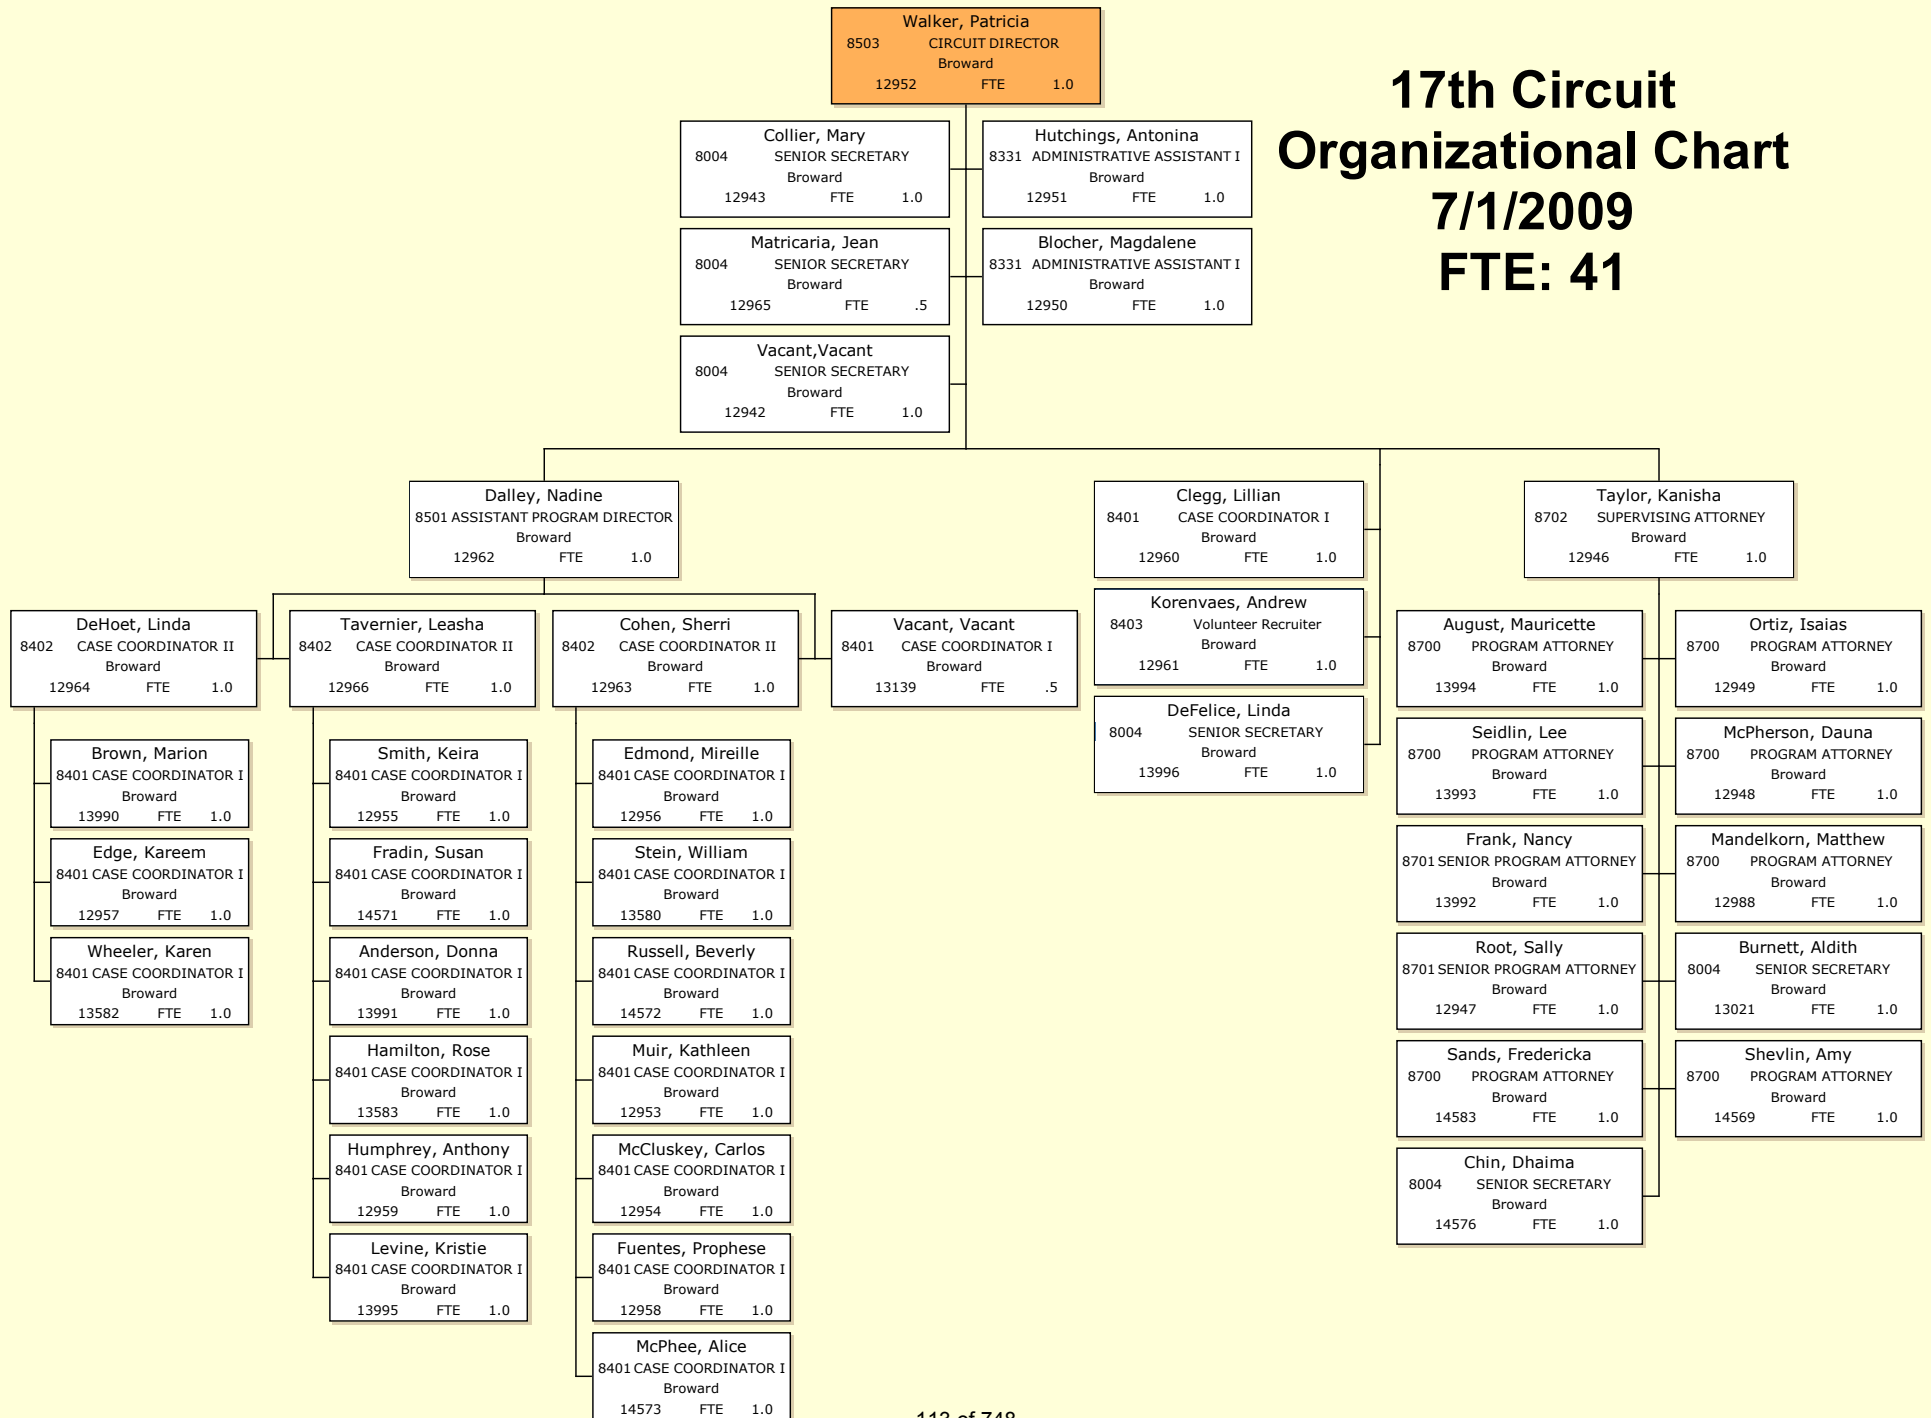 Walker, Patricia
8503 CIRCUIT DIRECTOR
Broward
12952 FTE 1.0
17th Circuit
Organizational Chart
7/1/2009
FTE: 41
Collier, Mary
8004 SENIOR SECRETARY
Broward
12943 FTE 1.0
Hutchings, Antonina
8331 ADMINISTRATIVE ASSISTANT I
Broward
12951 FTE 1.0
Matricaria, Jean
8004 SENIOR SECRETARY
Broward
12965 FTE .5
Blocher, Magdalene
8331 ADMINISTRATIVE ASSISTANT I
Broward
12950 FTE 1.0
Vacant,Vacant
8004 SENIOR SECRETARY
Broward
12942 FTE 1.0
Dalley, Nadine
8501 ASSISTANT PROGRAM DIRECTOR
Broward
12962 FTE 1.0
Clegg, Lillian
8401 CASE COORDINATOR I
Broward
12960 FTE 1.0
Taylor, Kanisha
8702 SUPERVISING ATTORNEY
Broward
12946 FTE 1.0
Korenvaes, Andrew
8403 Volunteer Recruiter
Broward
12961 FTE 1.0
DeFelice, Linda
8004 SENIOR SECRETARY
Broward
13996 FTE 1.0
DeHoet, Linda
8402 CASE COORDINATOR II
Broward
12964 FTE 1.0
Tavernier, Leasha
8402 CASE COORDINATOR II
Broward
12966 FTE 1.0
Cohen, Sherri
8402 CASE COORDINATOR II
Broward
12963 FTE 1.0
Vacant, Vacant
8401 CASE COORDINATOR I
Broward
13139 FTE .5
Brown, Marion
8401 CASE COORDINATOR I
Broward
13990 FTE 1.0
Edge, Kareem
8401 CASE COORDINATOR I
Broward
12957 FTE 1.0
Wheeler, Karen
8401 CASE COORDINATOR I
Broward
13582 FTE 1.0
Smith, Keira
8401 CASE COORDINATOR I
Broward
12955 FTE 1.0
Fradin, Susan
8401 CASE COORDINATOR I
Broward
14571 FTE 1.0
Anderson, Donna
8401 CASE COORDINATOR I
Broward
13991 FTE 1.0
Hamilton, Rose
8401 CASE COORDINATOR I
Broward
13583 FTE 1.0
Humphrey, Anthony
8401 CASE COORDINATOR I
Broward
12959 FTE 1.0
Levine, Kristie
8401 CASE COORDINATOR I
Broward
13995 FTE 1.0
Edmond, Mireille
8401 CASE COORDINATOR I
Broward
12956 FTE 1.0
Stein, William
8401 CASE COORDINATOR I
Broward
13580 FTE 1.0
Russell, Beverly
8401 CASE COORDINATOR I
Broward
14572 FTE 1.0
Muir, Kathleen
8401 CASE COORDINATOR I
Broward
12953 FTE 1.0
McCluskey, Carlos
8401 CASE COORDINATOR I
Broward
12954 FTE 1.0
Fuentes, Prophese
8401 CASE COORDINATOR I
Broward
12958 FTE 1.0
McPhee, Alice
8401 CASE COORDINATOR I
Broward
14573 FTE 1.0
August, Mauricette
8700 PROGRAM ATTORNEY
Broward
13994 FTE 1.0
Ortiz, Isaias
8700 PROGRAM ATTORNEY
Broward
12949 FTE 1.0
Seidlin, Lee
8700 PROGRAM ATTORNEY
Broward
13993 FTE 1.0
McPherson, Dauna
8700 PROGRAM ATTORNEY
Broward
12948 FTE 1.0
Frank, Nancy
8701 SENIOR PROGRAM ATTORNEY
Broward
13992 FTE 1.0
Mandelkorn, Matthew
8700 PROGRAM ATTORNEY
Broward
12988 FTE 1.0
Root, Sally
8701 SENIOR PROGRAM ATTORNEY
Broward
12947 FTE 1.0
Burnett, Aldith
8004 SENIOR SECRETARY
Broward
13021 FTE 1.0
Sands, Fredericka
8700 PROGRAM ATTORNEY
Broward
14583 FTE 1.0
Shevlin, Amy
8700 PROGRAM ATTORNEY
Broward
14569 FTE 1.0
Chin, Dhaima
8004 SENIOR SECRETARY
Broward
14576 FTE 1.0
113 of 748